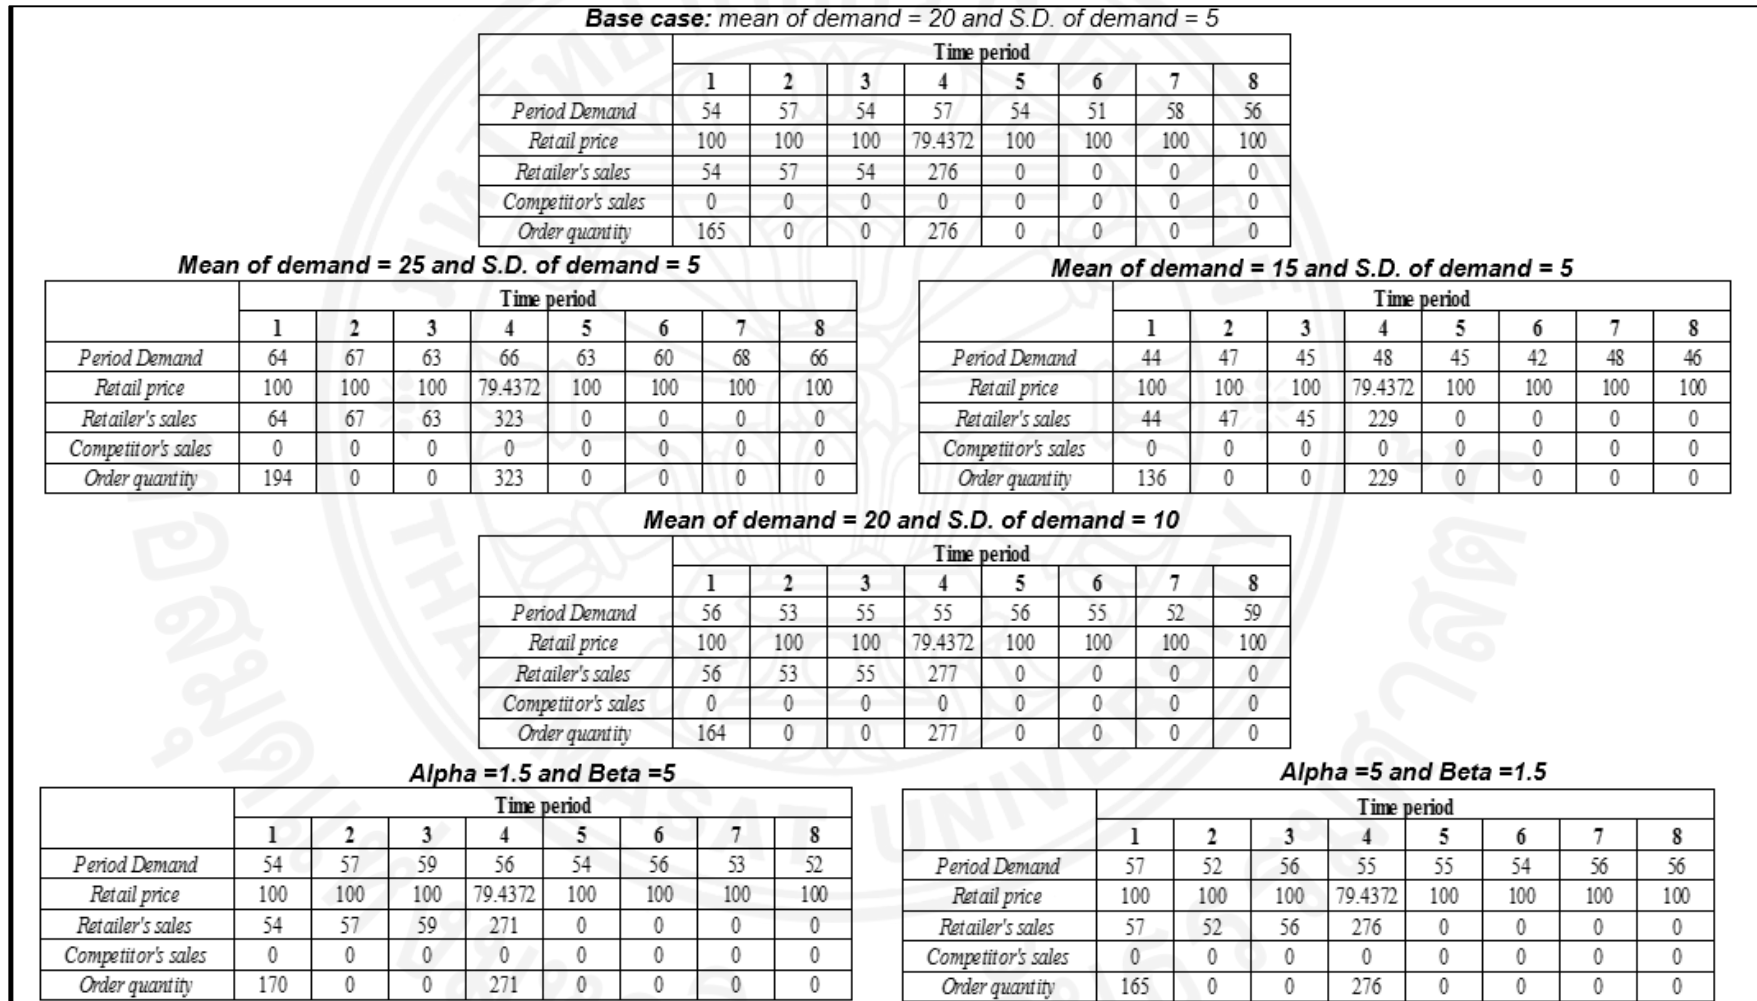 Base case: mean of demand = 20 and S.D. of demand = 5
Time period
1 2 3 4 5 6 7 8
Period Demand 54 57 54 57 54 51 58 56
Retail price 100 100 100 79.4372 100 100 100 100
Retailer's sales 54 57 54 276 0 0 0 0
Competitor's sales 0 0 0 0 0 0 0 0
Order quantity 165 0 0 276 0 0 0 0
Mean of demand = 25 and S.D. of demand = 5
Time period
1 2 3 4 5 6 7 8
Period Demand 64 67 63 66 63 60 68 66
Retail price 100 100 100 79.4372 100 100 100 100
Retailer's sales 64 67 63 323 0 0 0 0
Competitor's sales 0 0 0 0 0 0 0 0
Order quantity 194 0 0 323 0 0 0 0
Mean of demand = 15 and S.D. of demand = 5
Time period
1 2 3 4 5 6 7 8
Period Demand 44 47 45 48 45 42 48 46
Retail price 100 100 100 79.4372 100 100 100 100
Retailer's sales 44 47 45 229 0 0 0 0
Competitor's sales 0 0 0 0 0 0 0 0
Order quantity 136 0 0 229 0 0 0 0
Mean of demand = 20 and S.D. of demand = 10
Time period
1 2 3 4 5 6 7 8
Period Demand 56 53 55 55 56 55 52 59
Retail price 100 100 100 79.4372 100 100 100 100
Retailer's sales 56 53 55 277 0 0 0 0
Competitor's sales 0 0 0 0 0 0 0 0
Order quantity 164 0 0 277 0 0 0 0
Alpha =1.5 and Beta =5
Time period
1 2 3 4 5 6 7 8
Period Demand 54 57 59 56 54 56 53 52
Retail price 100 100 100 79.4372 100 100 100 100
Retailer's sales 54 57 59 271 0 0 0 0
Competitor's sales 0 0 0 0 0 0 0 0
Order quantity 170 0 0 271 0 0 0 0
Alpha =5 and Beta =1.5
Time period
1 2 3 4 5 6 7 8
Period Demand 57 52 56 55 55 54 56 56
Retail price 100 100 100 79.4372 100 100 100 100
Retailer's sales 57 52 56 276 0 0 0 0
Competitor's sales 0 0 0 0 0 0 0 0
Order quantity 165 0 0 276 0 0 0 0
THAMMASAT UNIVERSITY